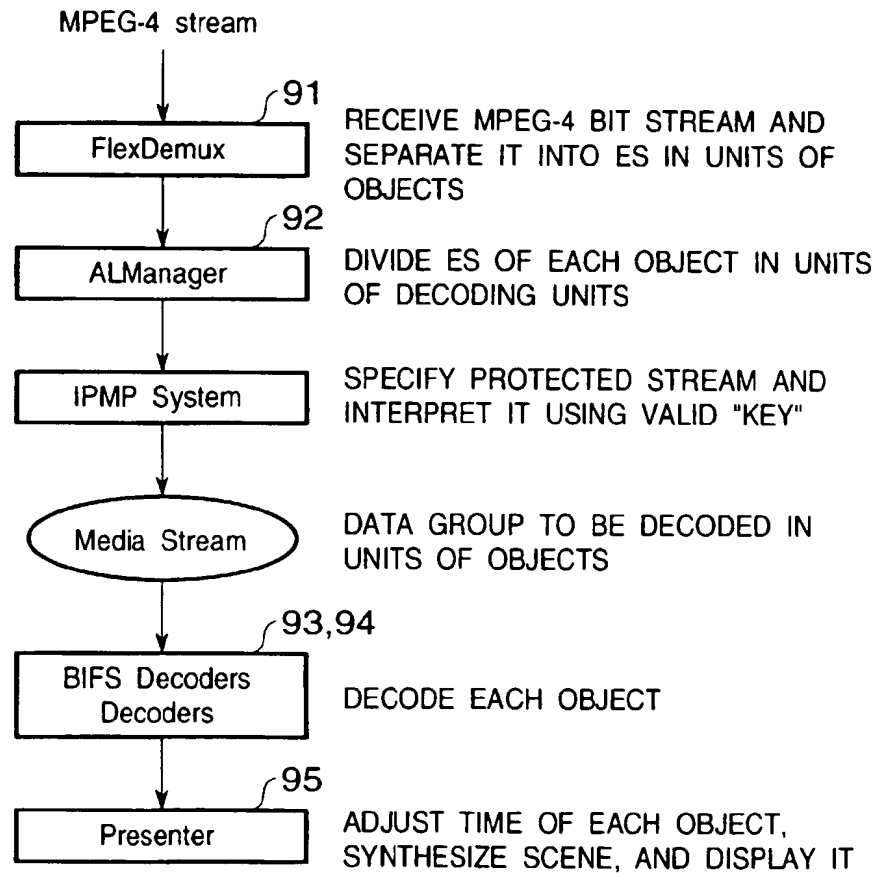 MPEG-4 stream
91
FlexDemux
RECEIVE MPEG-4 BIT STREAM AND
SEPARATE IT INTO ES IN UNITS OF
OBJECTS
92
ALManager
DIVIDE ES OF EACH OBJECT IN UNITS
OF DECODING UNITS
IPMP System
SPECIFY PROTECTED STREAM AND
INTERPRET IT USING VALID "KEY"
Media Stream
DATA GROUP TO BE DECODED IN
UNITS OF OBJECTS
93,94
BIFS Decoders
Decoders
DECODE EACH OBJECT
95
Presenter
ADJUST TIME OF EACH OBJECT,
SYNTHESIZE SCENE, AND DISPLAY IT